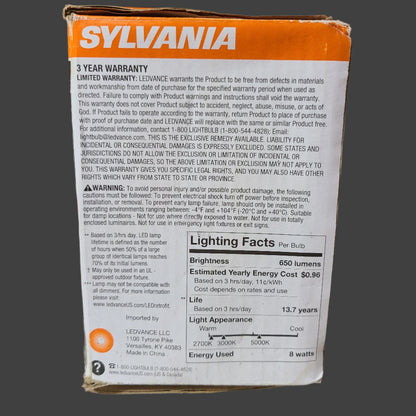 SYLVANIA
3 YEAR WARRANTY
LIMITED WARRANTY: LEDVANCE warrants the Product to be free from defects in materials
and workmanship from date of purchase for the specified warranty period when used as
directed. Failure to comply with Product warnings and instructions shall void the warranty.
This warranty does not cover Product subject to accident, neglect, abuse, misuse, or acts of
God. If Product fails to operate according to the warranty, return Product to place of purchase
with proof of purchase date and LEDVANCE will replace with the same or similar Product free.
For additional information, contact 1-800 LIGHTBULB (1-800-544-4828); Email:
lightbulb@ledvance.com. THIS IS THE EXCLUSIVE REMEDY AVAILABLE. LIABILITY FOR
INCIDENTAL OR CONSEQUENTIAL DAMAGES IS EXPRESSLY EXCLUDED. SOME STATES AND
JURISDICTIONS DO NOT ALLOW THE EXCLUSION OR LIMITATION OF INCIDENTAL OR
CONSEQUENTIAL DAMAGES, SO THE ABOVE LIMITATION OR EXCLUSION MAY NOT APPLY TO
YOU. THIS WARRANTY GIVES YOU SPECIFIC LEGAL RIGHTS, AND YOU MAY ALSO HAVE OTHER
RIGHTS WHICH VARY FROM STATE TO STATE OR PROVINCE.
WARNING: To avoid personal injury and/or possible product damage, the following
cautions must be followed: To prevent electrical shock turn off power before inspection,
installation, or removal. To prevent early lamp failure, lamp should only be installed in
operating environments ranging between: -4°F and +104°F (-20°C and +40°C). Suitable
for damp locations - Not for use where directly exposed to water. Not for use in totally
enclosed luminaires. Not for use in emergency light fixtures or exit signs.
** Based on 3/hrs day. LED lamp
lifetime is defined as the number
of hours when 50% of a large
group of identical lamps reaches
70% of its initial lumens.
‡ May only be used in an UL -
approved outdoor fixture.
*** Lamp may not be compatible with
all dimmers. For more information
please visit
www.ledvanceUS.com/LEDretrofit.
Imported by
LEDVANCE LLC
1100 Tyrone Pike
Versailles, KY 40383
Made in China
? ☎ 1-800 LIGHTBULB (1-800-544-4828)
www.ledvanceUS.com (US & Canada)
Lighting Facts Per Bulb
Brightness 650 lumens
Estimated Yearly Energy Cost $0.96
Based on 3 hrs/day, 11¢/kWh
Cost depends on rates and use
** Life
Based on 3 hrs/day 13.7 years
Light Appearance
Warm Cool
2700K 3000K 5000K
Energy Used 8 watts